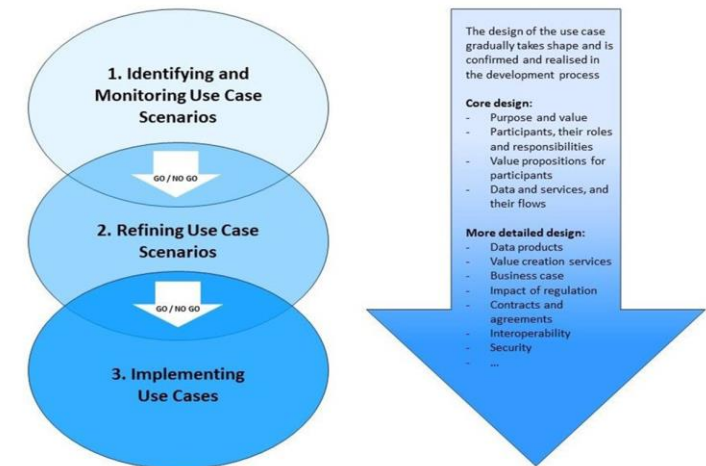 1. Identifying and
Monitoring Use Case
Scenarios
GO / NO GO
2. Refining Use Case
Scenarios
GO / NO GO
3. Implementing
Use Cases
The design of the use case
gradually takes shape and is
confirmed and realised in
the development process
Core design:
- Purpose and value
- Participants, their roles
and responsibilities
- Value propositions for
participants
- Data and services, and
their flows
More detailed design:
- Data products
- Value creation services
- Business case
- Impact of regulation
- Contracts and
agreements
- Interoperability
- Security
- ...